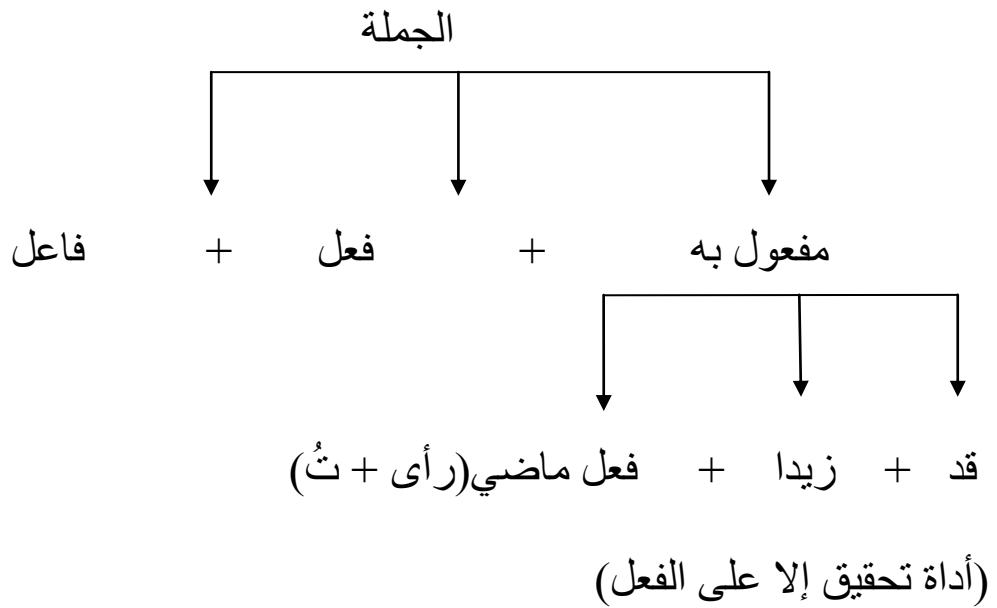 الجملة
مفعول به + فعل + فاعل
قد + زيدا + فعل ماضي(رأى + تُ)
(أداة تحقيق إلا على الفعل)